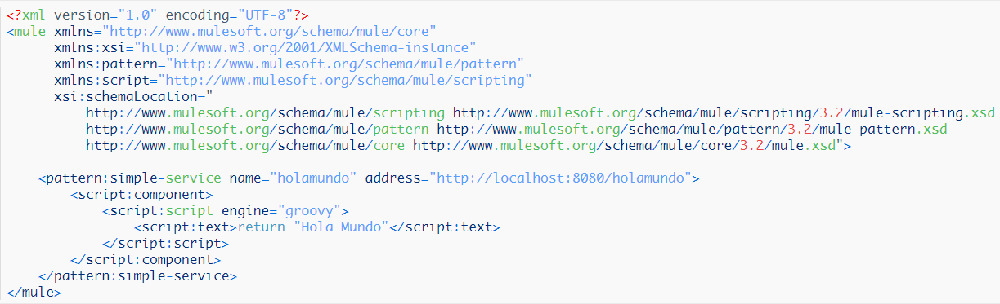 <?xml version="1.0" encoding="UTF-8"?>
<mule xmlns="http://www.mulesoft.org/schema/mule/core"
      xmlns:xsi="http://www.w3.org/2001/XMLSchema-instance"
      xmlns:pattern="http://www.mulesoft.org/schema/mule/pattern"
      xmlns:script="http://www.mulesoft.org/schema/mule/scripting"
      xsi:schemaLocation="
          http://www.mulesoft.org/schema/mule/scripting http://www.mulesoft.org/schema/mule/scripting/3.2/mule-scripting.xsd
          http://www.mulesoft.org/schema/mule/pattern http://www.mulesoft.org/schema/mule/pattern/3.2/mule-pattern.xsd
          http://www.mulesoft.org/schema/mule/core http://www.mulesoft.org/schema/mule/core/3.2/mule.xsd">

    <pattern:simple-service name="holamundo" address="http://localhost:8080/holamundo">
        <script:component>
            <script:script engine="groovy">
                <script:text>return "Hola Mundo"</script:text>
            </script:script>
        </script:component>
    </pattern:simple-service>
</mule>